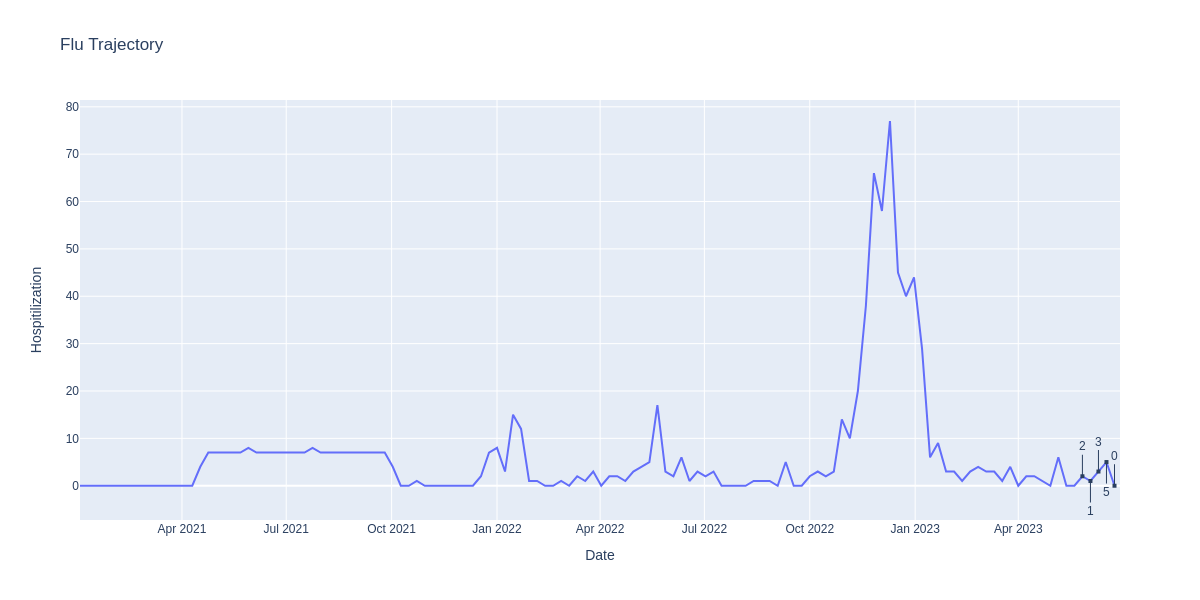 Flu Trajectory
80
70
60
50
40
30
20
10
0
Hospitilization
2
3
0
5
1
Apr 2021
Jul 2021
Oct 2021
Jan 2022
Apr 2022
Jul 2022
Oct 2022
Jan 2023
Apr 2023
Date